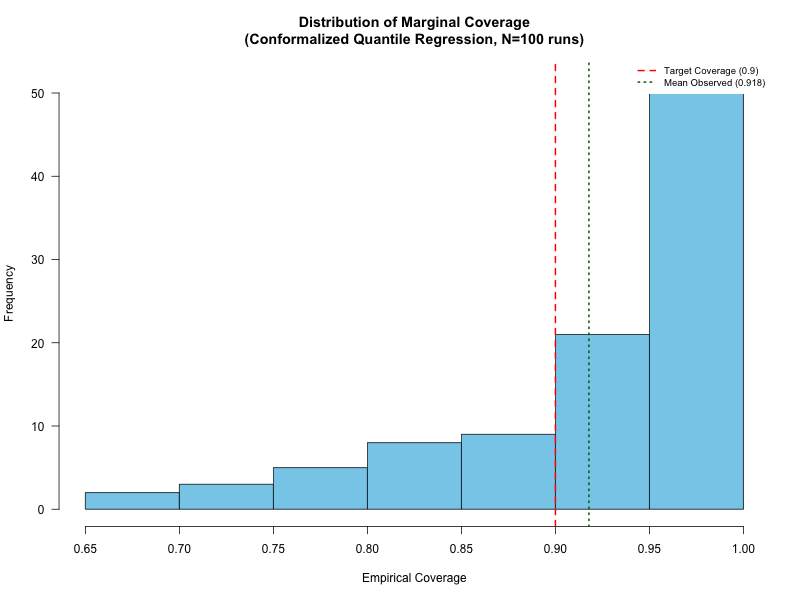 Distribution of Marginal Coverage
(Conformalized Quantile Regression, N=100 runs)
Target Coverage (0.9)
Mean Observed (0.918)
Frequency
50
40
30
20
10
0
0.65 0.70 0.75 0.80 0.85 0.90 0.95 1.00
Empirical Coverage